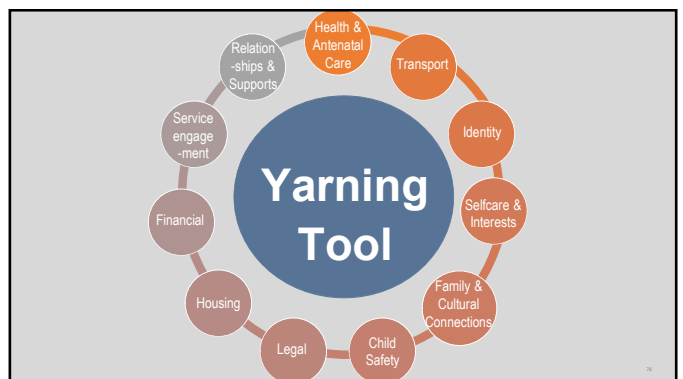 Health &
Antenatal
Care
Transport
Identity
Selfcare &
Interests
Family &
Cultural
Connections
Child
Safety
Legal
Housing
Financial
Service
engage
-ment
Relation
-ships &
Supports
Yarning
Tool